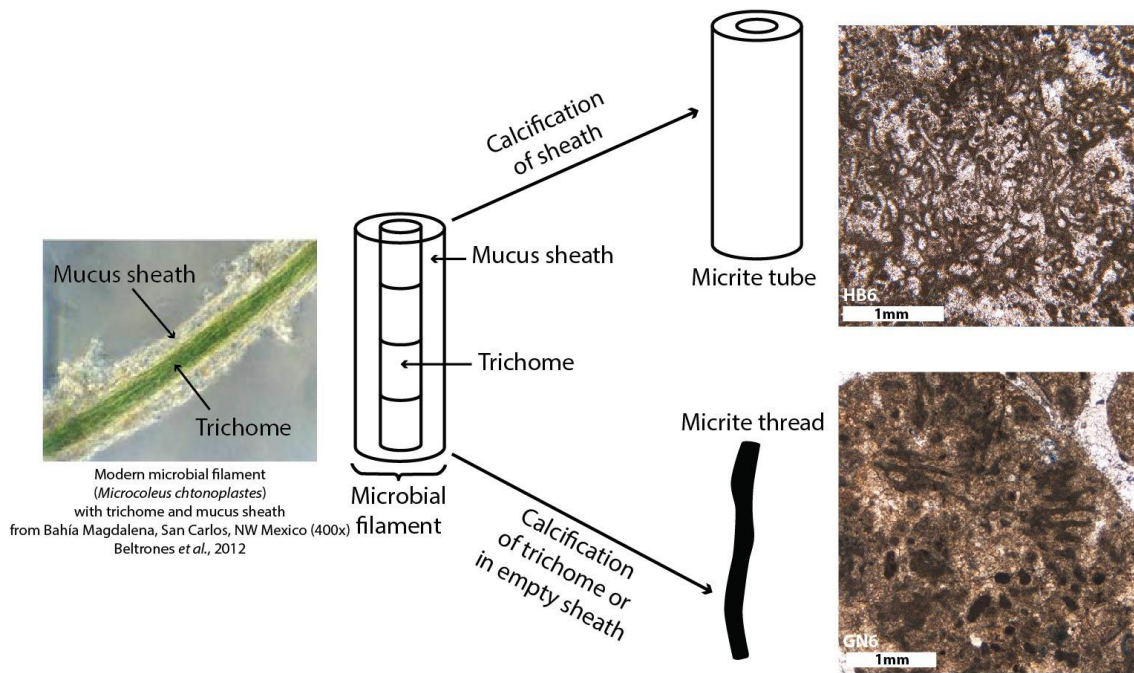 Mucus sheath
Trichome
Modern microbial filament
(Microcoleus chtonoplastes)
with trichome and mucus sheath
from Bahía Magdalena, San Carlos, NW Mexico (400x)
Beltrones et al., 2012
Mucus sheath
Trichome
Microbial
filament
Calcification
of sheath
Micrite tube
HB6
1mm
Calcification
of trichome or
in empty sheath
Micrite thread
GN6
1mm